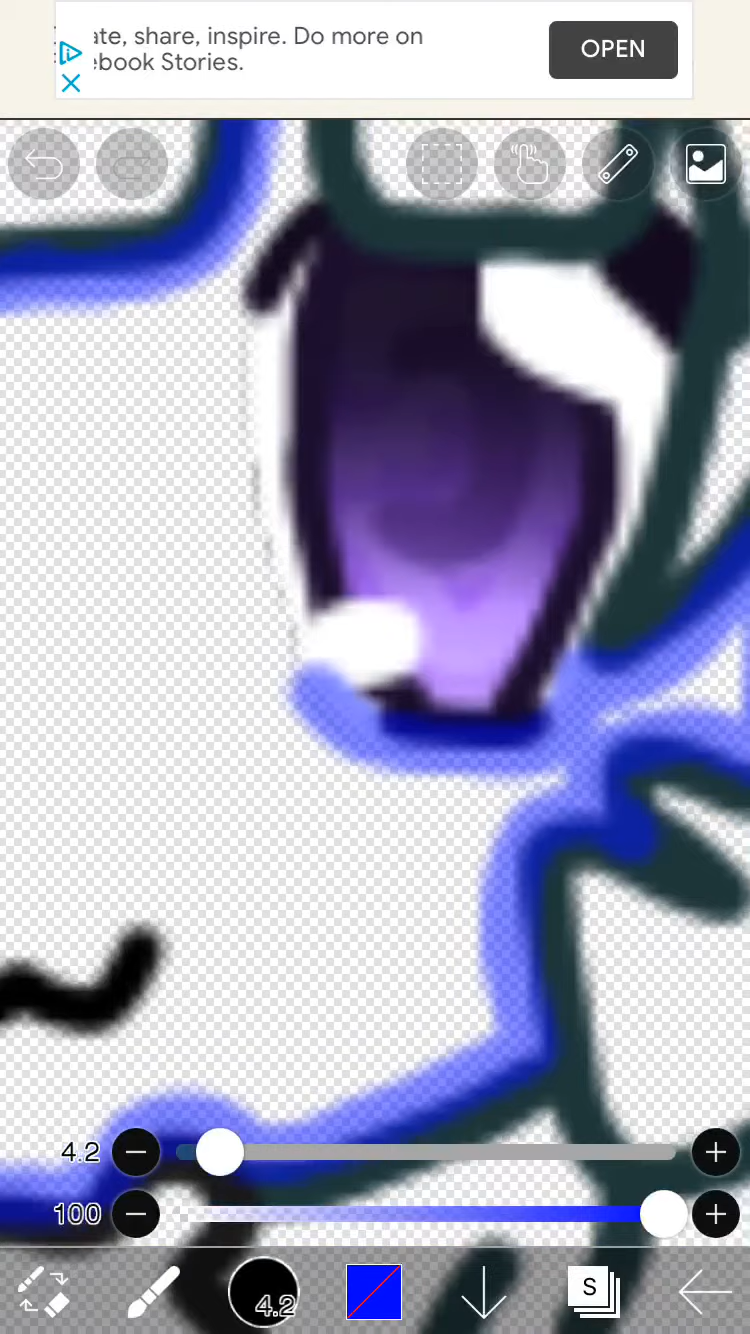 ate, share, inspire. Do more on
ebook Stories.
OPEN
4.2
100
4.2
S